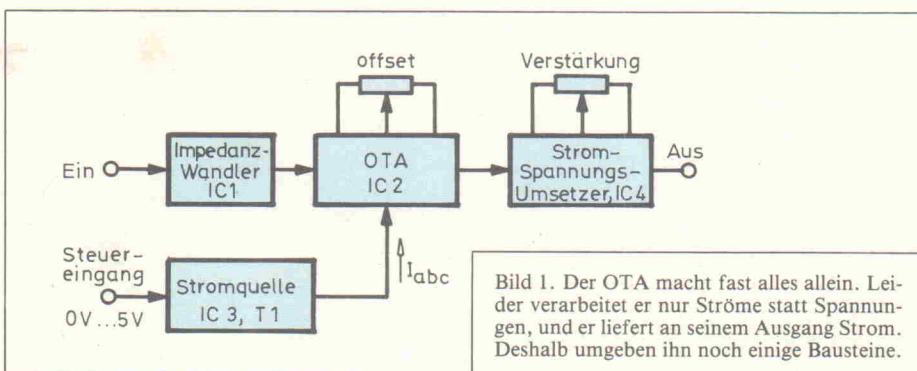 offset
Verstärkung
Ein
Impedanz-
Wandler
IC1
OTA
IC2
Strom-
Spannungs-
Umsetzer, IC4
Aus
Steuer-
eingang
0V...5V
Stromquelle
IC 3, T1
Iabc
Bild 1. Der OTA macht fast alles allein. Lei-
der verarbeitet er nur Ströme statt Spannun-
gen, und er liefert an seinem Ausgang Strom.
Deshalb umgeben ihn noch einige Bausteine.